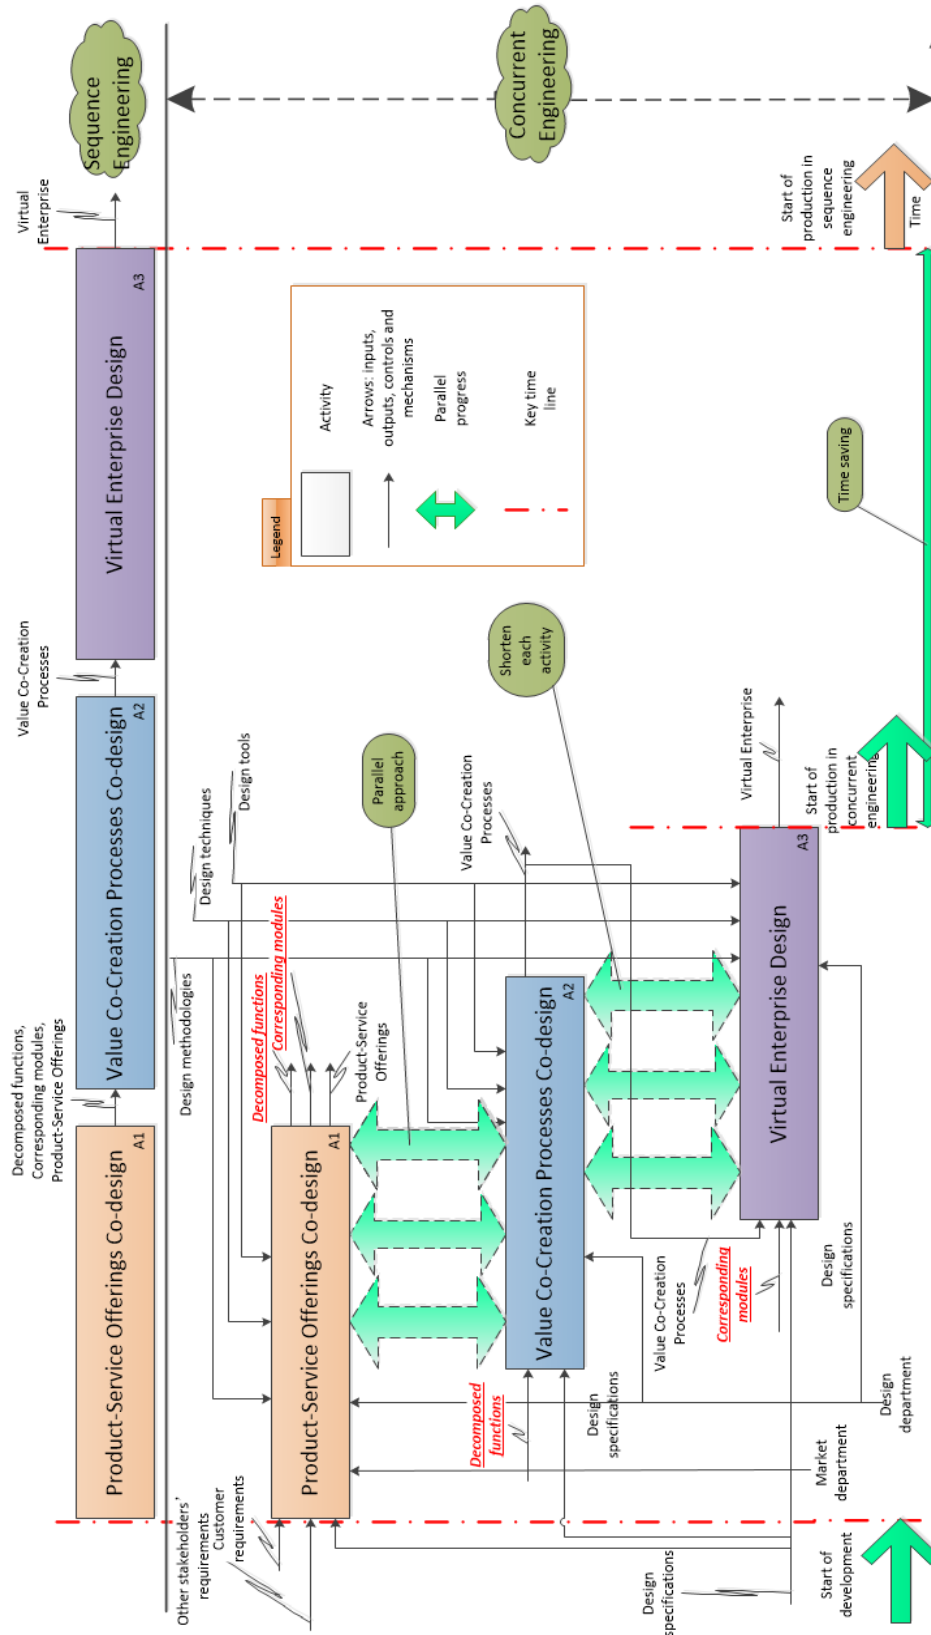 Decomposed functions,
Corresponding modules,
Product-Service Offerings
Value Co-Creation
Processes
Virtual
Enterprise
Product-Service Offerings Co-design
A1
Value Co-Creation Processes Co-design
A2
Virtual Enterprise Design
A3
Sequence
Engineering
Other stakeholders'
requirements
Customer
requirements
Design methodologies
Design techniques
Design tools
Decomposed functions
Corresponding modules
Product-Service
Offerings
Product-Service Offerings Co-design
A1
Parallel
approach
Legend
Activity
Arrows: inputs,
outputs, controls and
mechanisms
Parallel
progress
Key time
line
Concurrent
Engineering
Decomposed
functions
Design
specifications
Value Co-Creation Processes Co-design
A2
Value Co-Creation
Processes
Shorten
each
activity
Value Co-Creation
Processes
Corresponding
modules
Design
specifications
Virtual Enterprise Design
A3
Virtual Enterprise
Design
specifications
Market
department
Design
department
Start of
development
Start of
production in
concurrent
engineering
Time saving
Start of
production in
sequence
engineering
Time